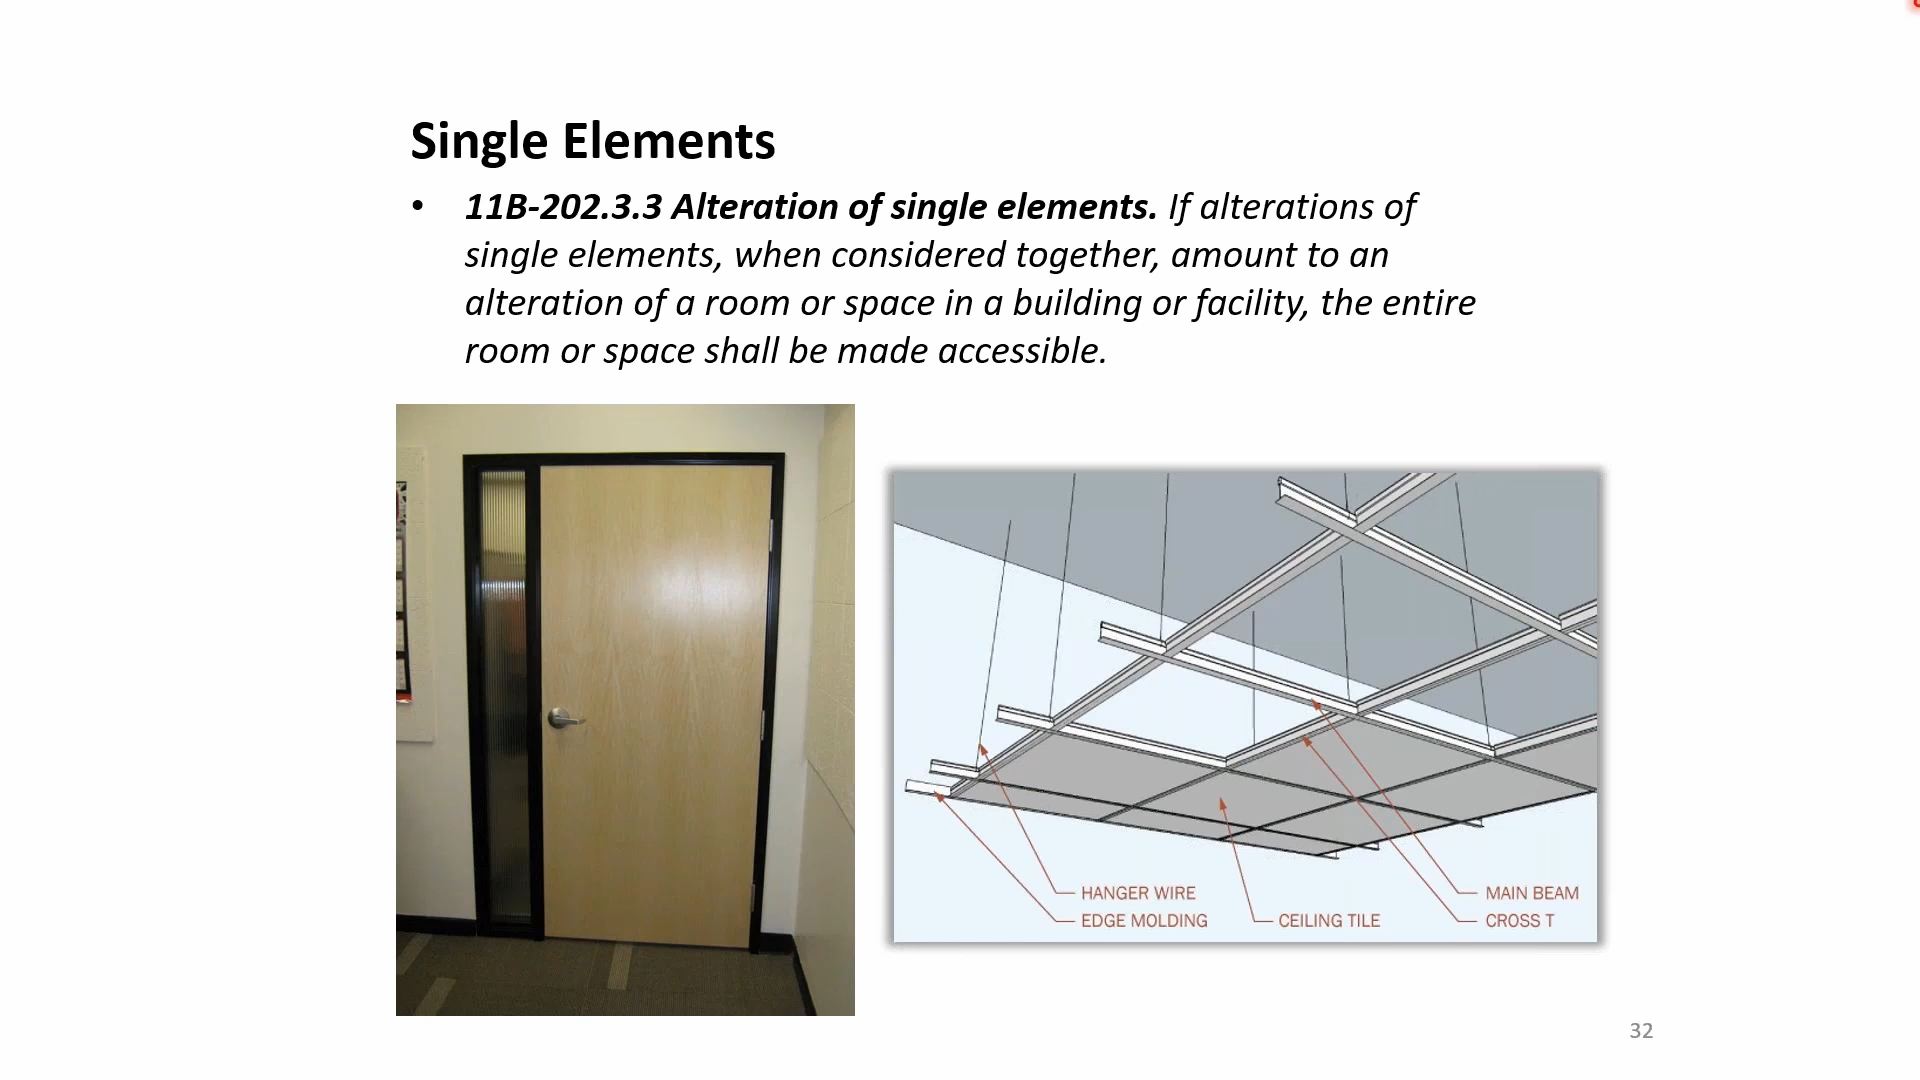 Single Elements
• 11B-202.3.3 Alteration of single elements. If alterations of
single elements, when considered together, amount to an
alteration of a room or space in a building or facility, the entire
room or space shall be made accessible.
HANGER WIRE
EDGE MOLDING
CEILING TILE
MAIN BEAM
CROSS T
32